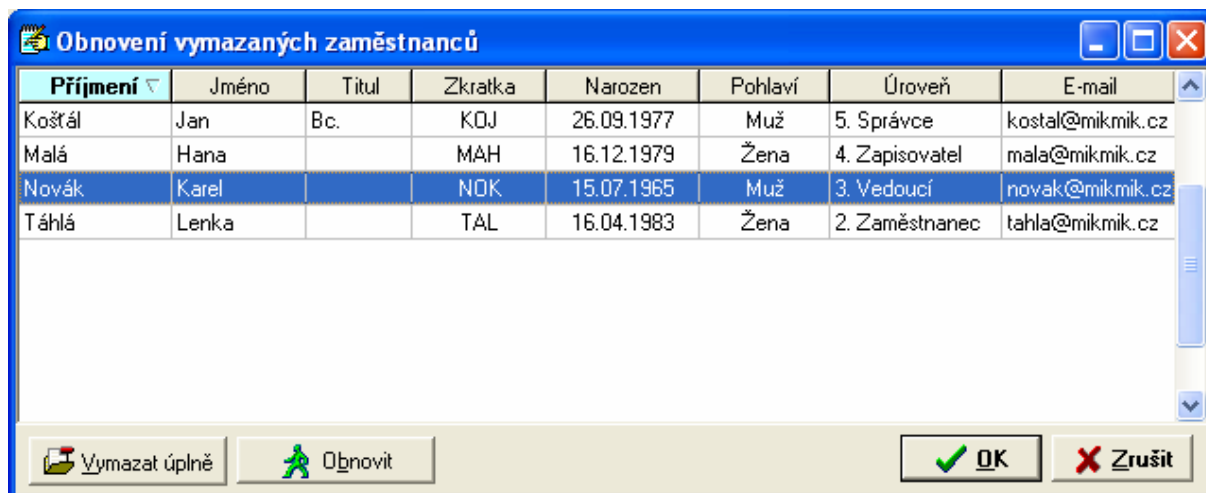 Obnovení vymazaných zaměstnanců
Příjmení Jméno Titul Zkratka Narozen Pohlaví Úroveň E-mail
Košťál Jan Bc. KOJ 26.09.1977 Muž 5. Správce kostal@mikmik.cz
Malá Hana MAH 16.12.1979 Žena 4. Zapisovatel mala@mikmik.cz
Novák Karel NOK 15.07.1965 Muž 3. Vedoucí novak@mikmik.cz
Táhlá Lenka TAL 16.04.1983 Žena 2. Zaměstnanec tahla@mikmik.cz
Vymazat úplně Obnovit OK Zrušit